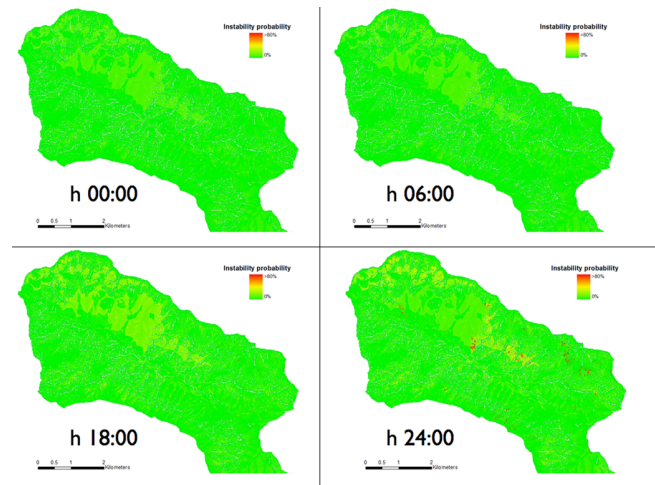 Instability probability
>80%
0%
h 00:00
0 0.5 1 2
Kilometers
Instability probability
>80%
0%
h 06:00
0 0.5 1 2
Kilometers
Instability probability
>80%
0%
h 18:00
0 0.5 1 2
Kilometers
Instability probability
>80%
0%
h 24:00
0 0.5 1 2
Kilometers